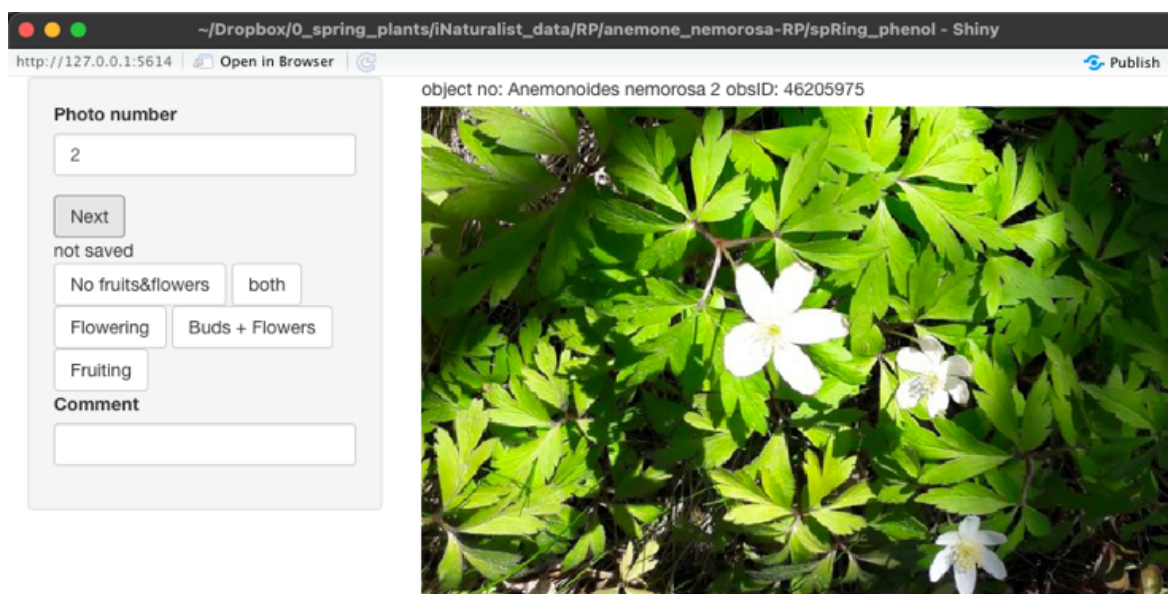 ~/Dropbox/0_spring_plants/iNaturalist_data/RP/anemone_nemorosa-RP/spRing_phenol - Shiny
http://127.0.0.1:5614 Open in Browser Publish
object no: Anemonoides nemorosa 2 obsID: 46205975
Photo number
2
Next
not saved
No fruits&flowers both
Flowering Buds + Flowers
Fruiting
Comment